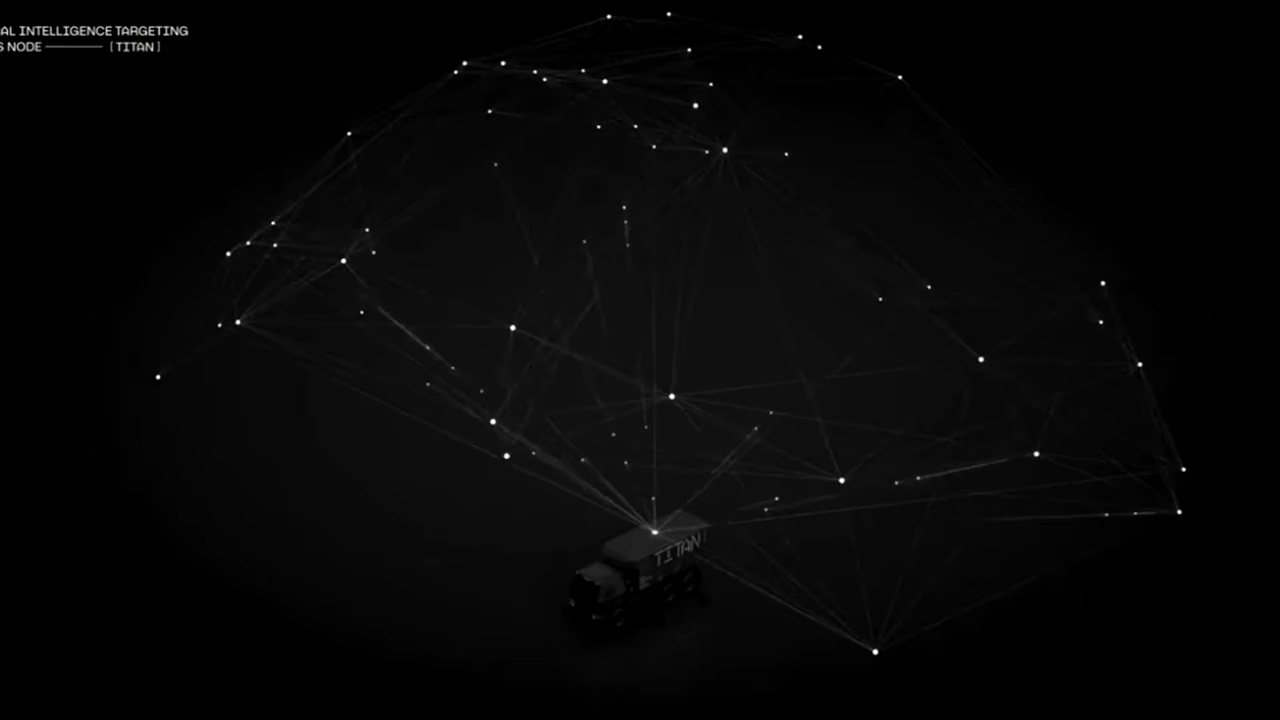 AL INTELLIGENCE TARGETING
S NODE ——— [ TITAN ]
TITAN